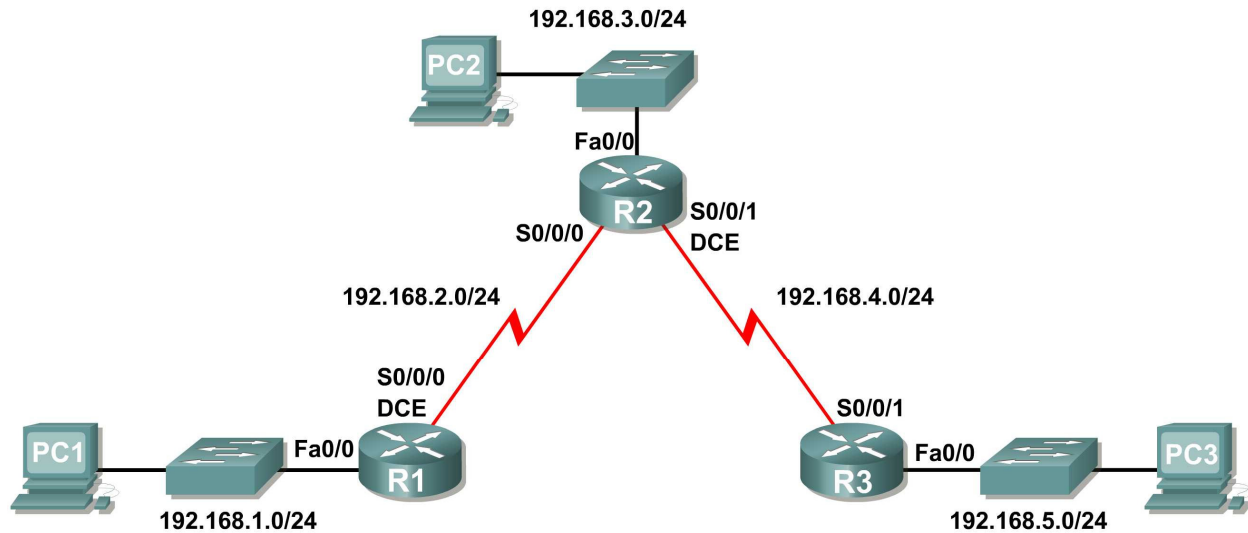 192.168.3.0/24
PC2
Fa0/0
R2
S0/0/1
DCE
S0/0/0
192.168.2.0/24
192.168.4.0/24
S0/0/0
DCE
S0/0/1
PC1
Fa0/0
R1
R3
Fa0/0
PC3
192.168.1.0/24
192.168.5.0/24